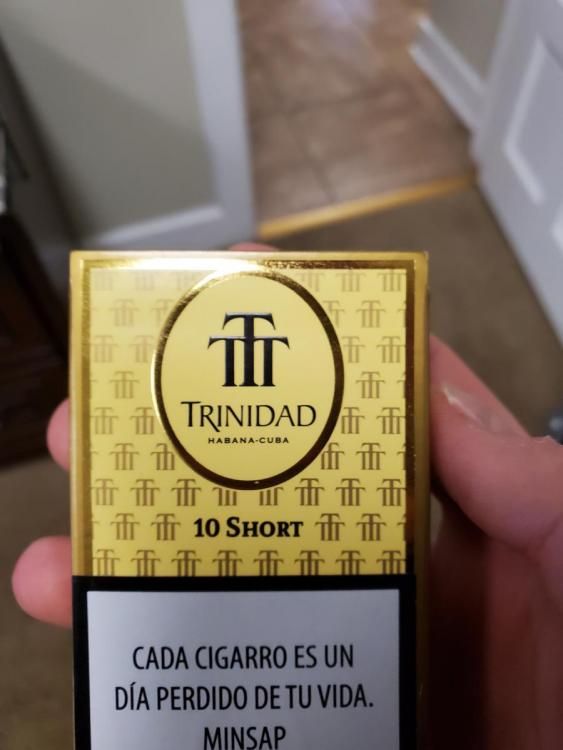 TRINIDAD
HABANA-CUBA
10 SHORT
CADA CIGARRO ES UN
DÍA PERDIDO DE TU VIDA.
MINSAP